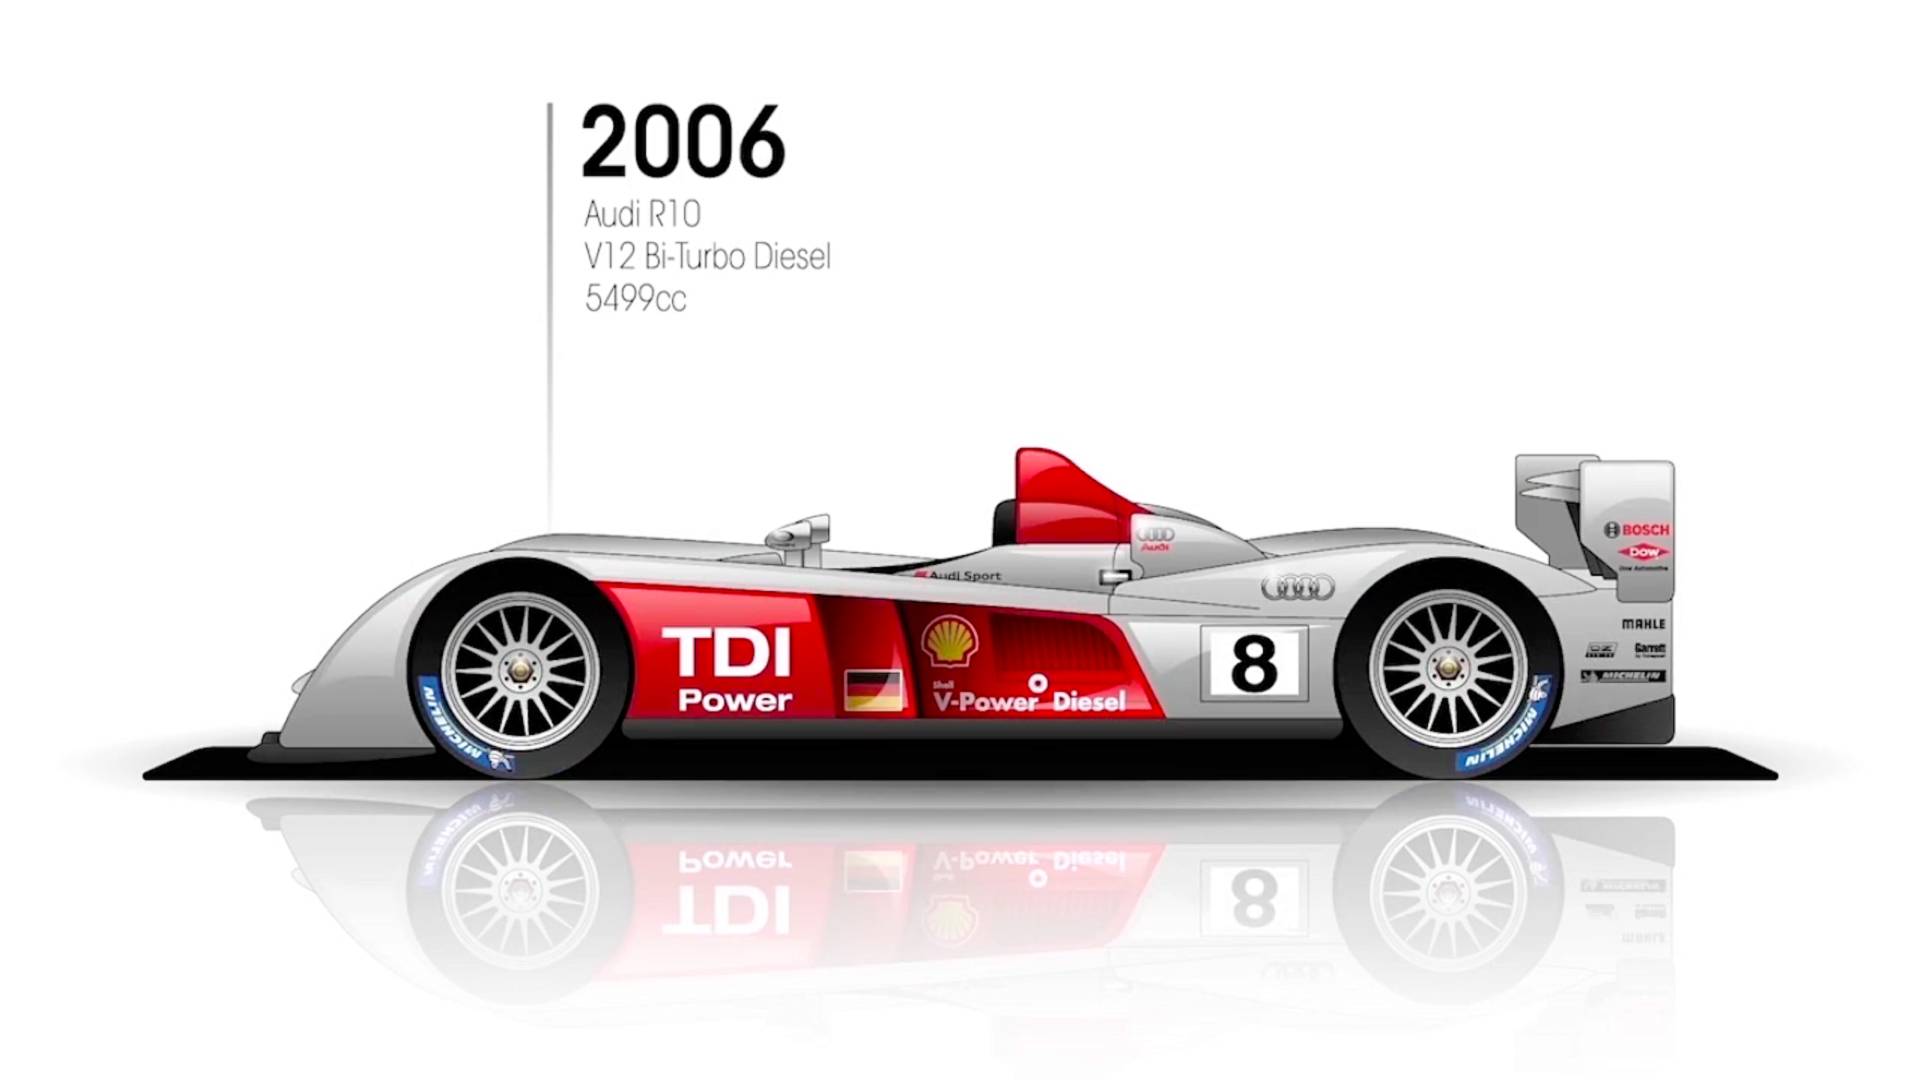 2006
Audi R10
V12 Bi-Turbo Diesel
5499cc
Audi
Audi Sport
BOSCH
Dow
MAHLE
Garrett
MICHELIN
TDI
Power
Shell
V-Power Diesel
8
MICHELIN
MICHELIN